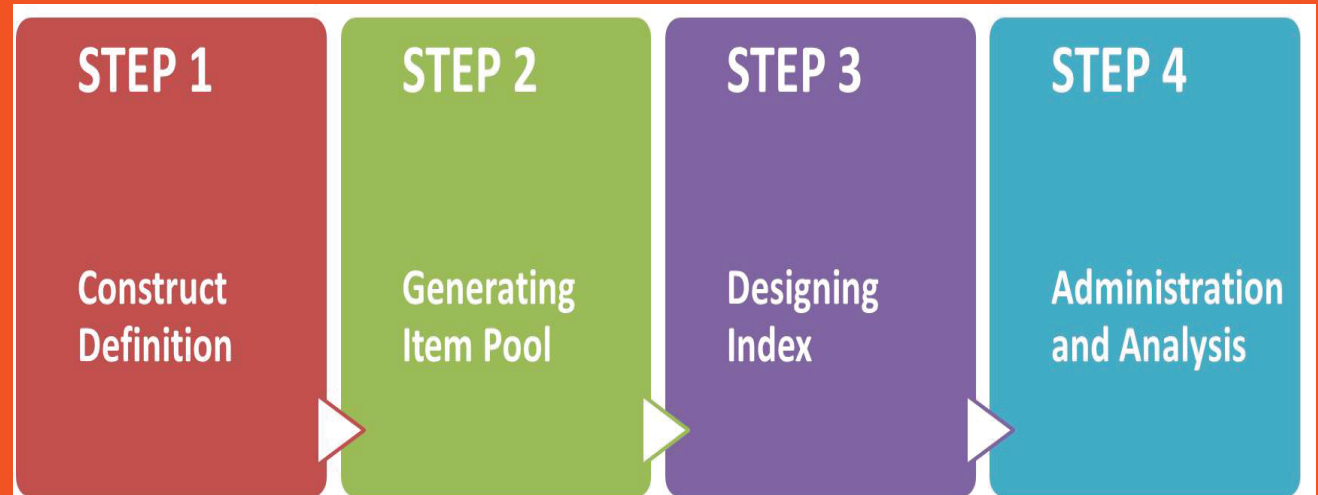 STEP 1
Construct
Definition
STEP 2
Generating
Item Pool
STEP 3
Designing
Index
STEP 4
Administration
and Analysis